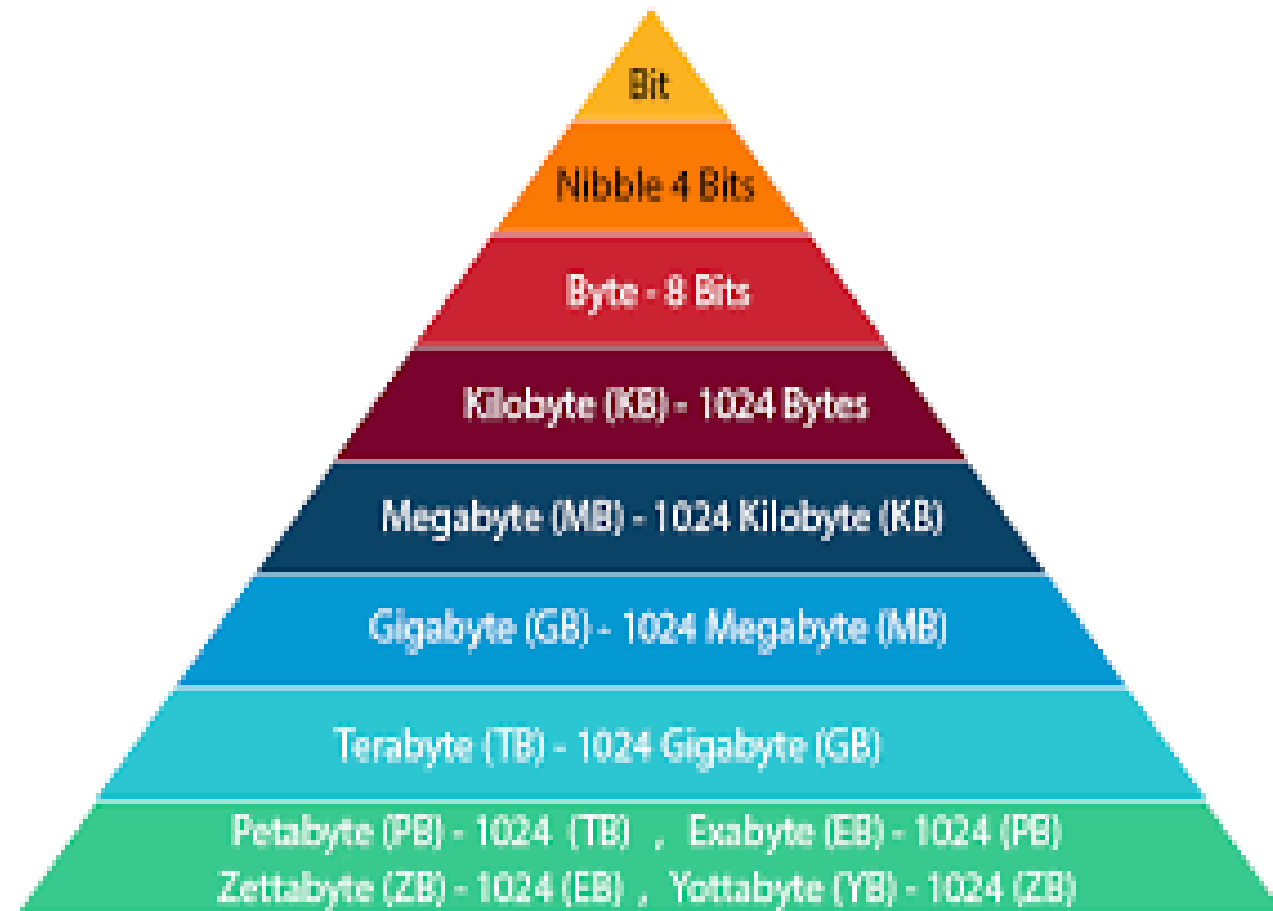 Bit
Nibble 4 Bits
Byte - 8 Bits
Kilobyte (KB) - 1024 Bytes
Megabyte (MB) - 1024 Kilobyte (KB)
Gigabyte (GB) - 1024 Megabyte (MB)
Terabyte (TB) - 1024 Gigabyte (GB)
Petabyte (PB) - 1024 (TB) , Exabyte (EB) - 1024 (PB)
Zettabyte (ZB) - 1024 (EB) , Yottabyte (YB) - 1024 (ZB)